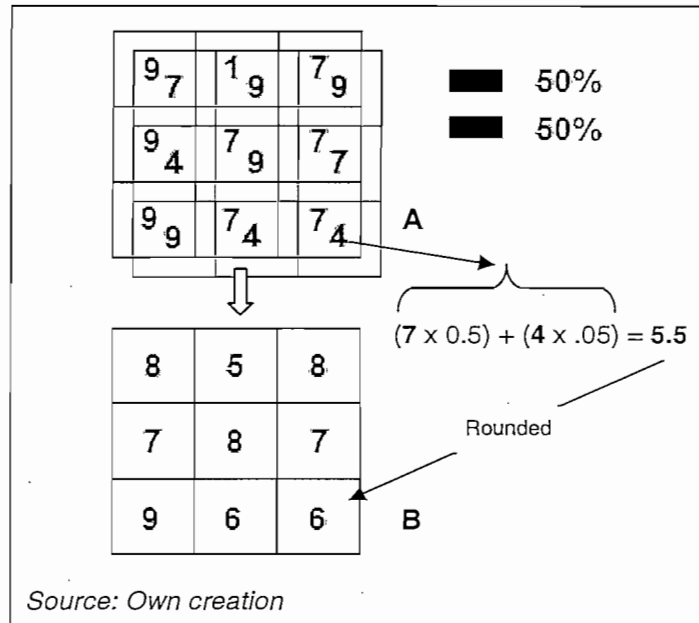 9 7 1 9 7 9
50%
50%
9 4 7 9 7 7
9 9 7 4 7 4
A
(7 x 0.5) + (4 x .05) = 5.5
8 5 8
7 8 7
Rounded
9 6 6
B
Source: Own creation